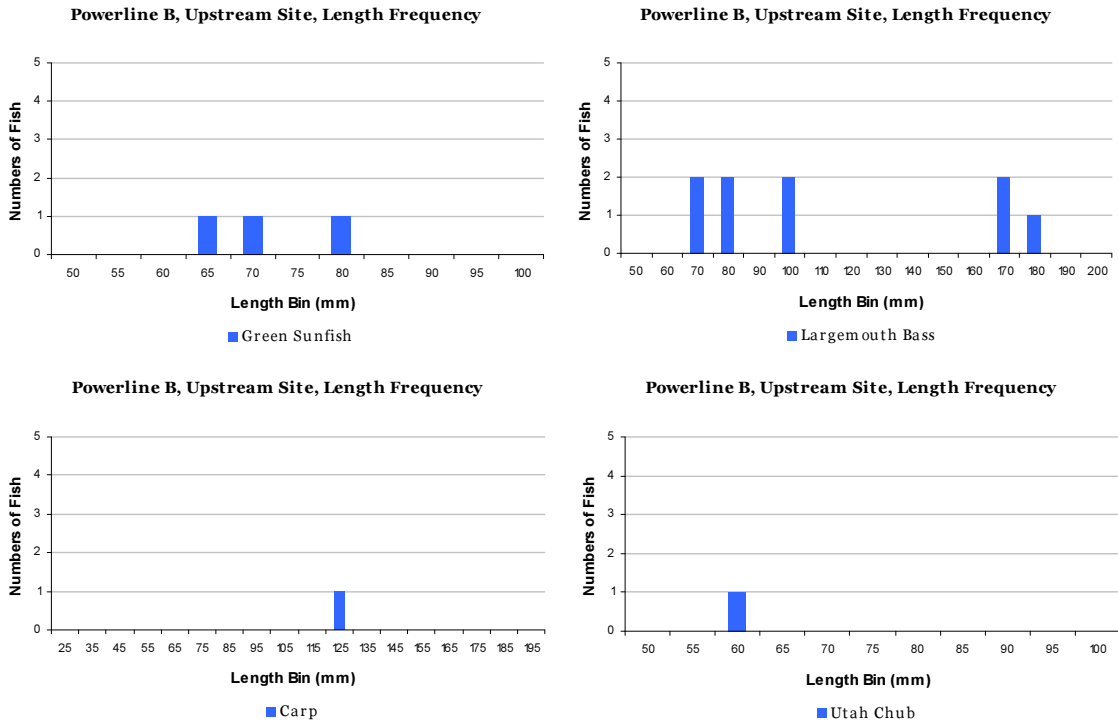 Powerline B, Upstream Site, Length Frequency
5
4
3
2
1
0
Numbers of Fish
50 55 60 65 70 75 80 85 90 95 100
Length Bin (mm)
Green Sunfish
Powerline B, Upstream Site, Length Frequency
5
4
3
2
1
0
Numbers of Fish
50 60 70 80 90 100 110 120 130 140 150 160 170 180 190 200
Length Bin (mm)
Largemouth Bass
Powerline B, Upstream Site, Length Frequency
5
4
3
2
1
0
Numbers of Fish
25 35 45 55 65 75 85 95 105 115 125 135 145 155 165 175 185 195
Length Bin (mm)
Carp
Powerline B, Upstream Site, Length Frequency
5
4
3
2
1
0
Numbers of Fish
50 55 60 65 70 75 80 85 90 95 100
Length Bin (mm)
Utah Chub